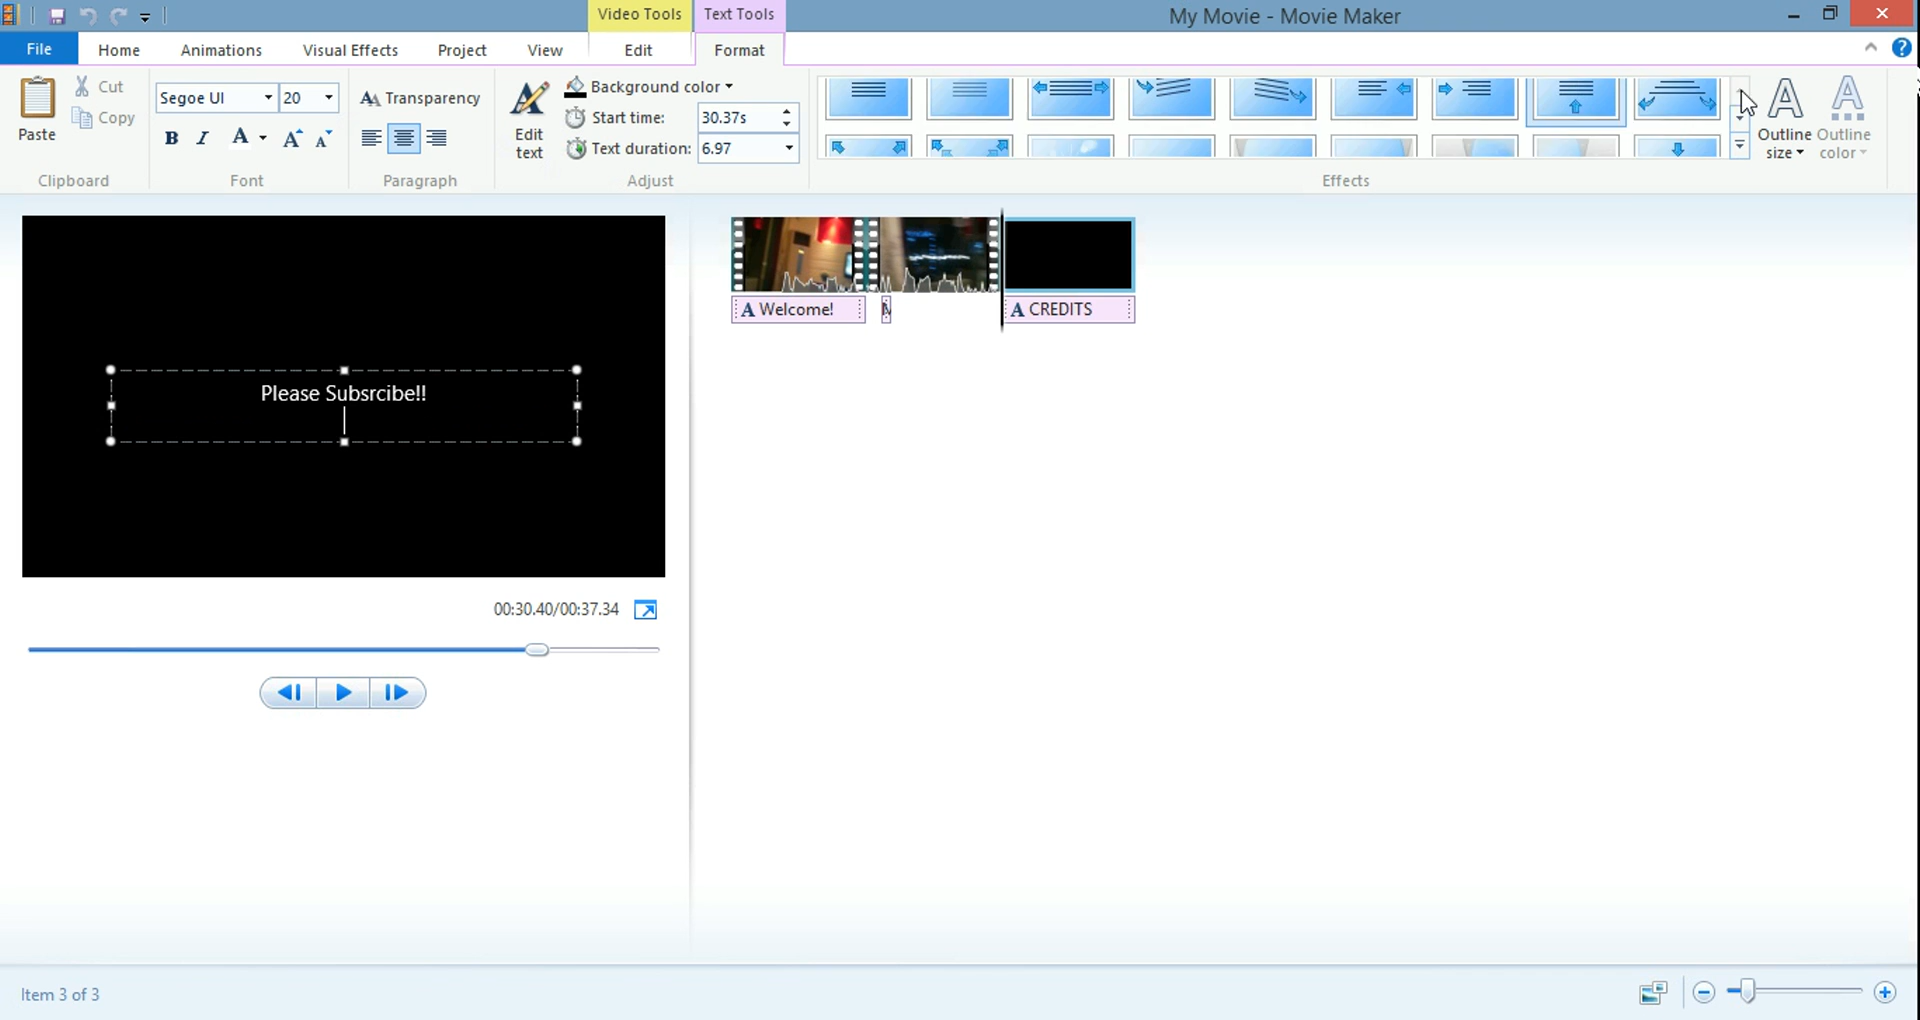 Video Tools
Text Tools
My Movie - Movie Maker
File
Home
Animations
Visual Effects
Project
View
Edit
Format
Paste
Cut
Copy
Clipboard
Segoe UI
20
B
I
A
A
A
Font
Transparency
Paragraph
Edit
text
Background color
Start time:
30.37s
Text duration:
6.97
Adjust
Effects
Outline
size
Outline
color
Please Subsrcibe!!
00:30.40/00:37.34
A Welcome!
A CREDITS
Item 3 of 3